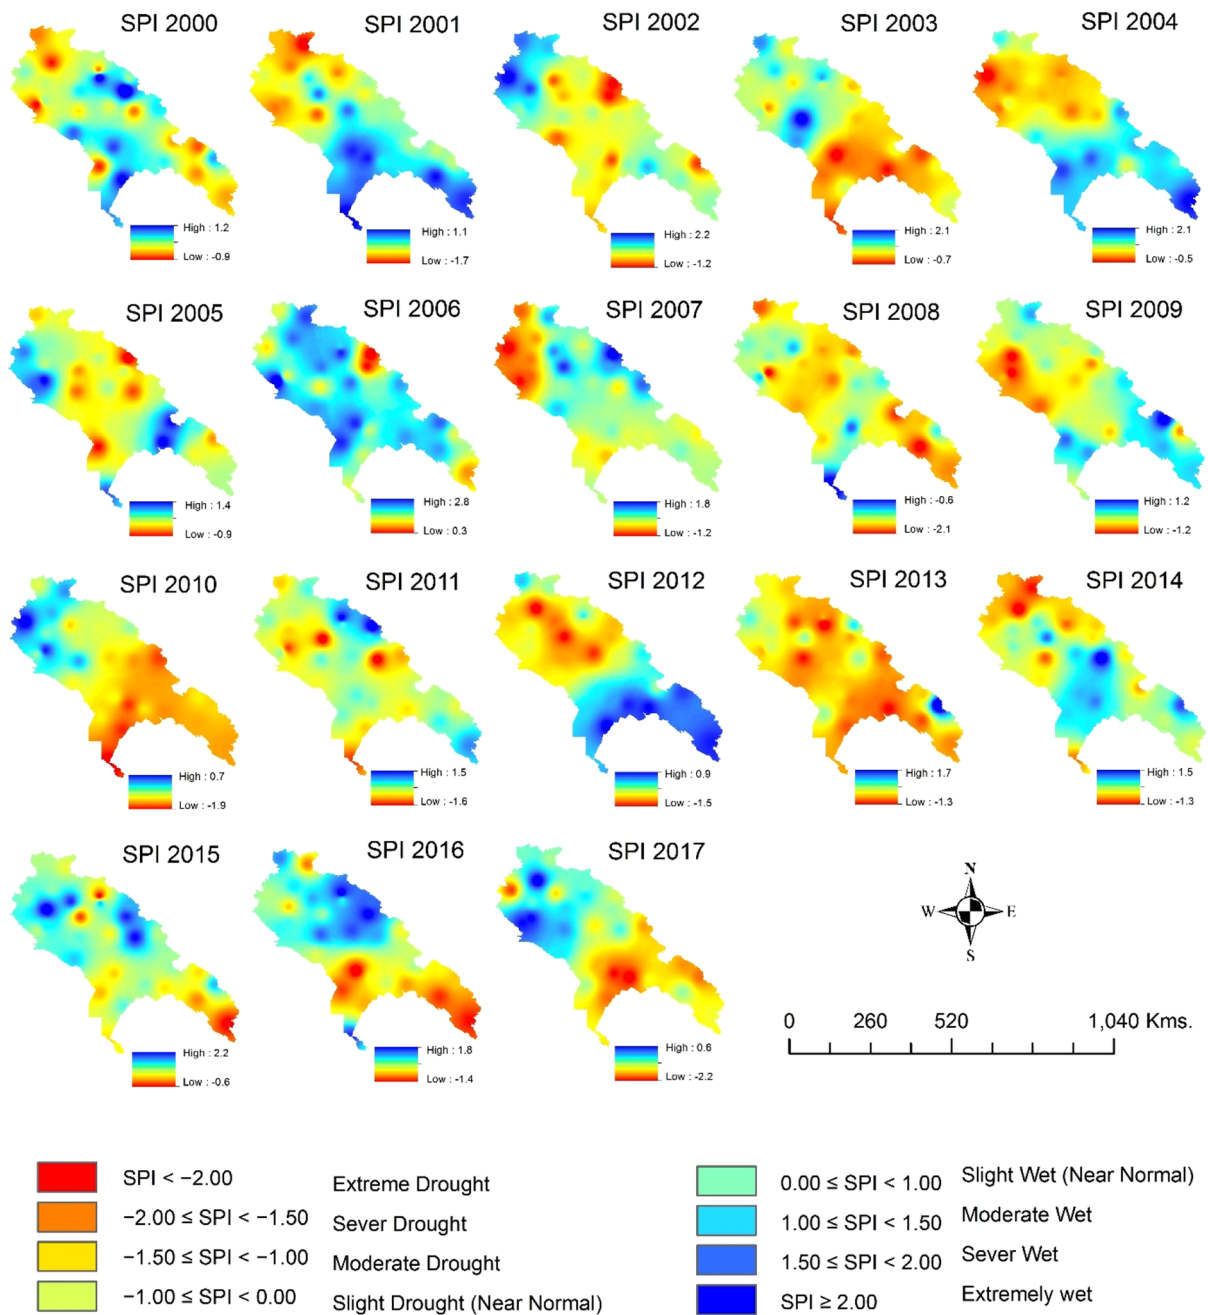 SPI 2000
High : 1.2
Low : -0.9
SPI 2001
High : 1.1
Low : -1.7
SPI 2002
High : 2.2
Low : -1.2
SPI 2003
High : 2.1
Low : -0.7
SPI 2004
High : 2.1
Low : -0.5
SPI 2005
High : 1.4
Low : -0.9
SPI 2006
High : 2.8
Low : 0.3
SPI 2007
High : 1.8
Low : -1.2
SPI 2008
High : -0.6
Low : -2.1
SPI 2009
High : 1.2
Low : -1.2
SPI 2010
High : 0.7
Low : -1.9
SPI 2011
High : 1.5
Low : -1.6
SPI 2012
High : 0.9
Low : -1.5
SPI 2013
High : 1.7
Low : -1.3
SPI 2014
High : 1.5
Low : -1.3
SPI 2015
High : 2.2
Low : -0.6
SPI 2016
High : 1.8
Low : -1.4
SPI 2017
High : 0.6
Low : -2.2
N
W E
S
0 260 520 1,040 Kms.
SPI < −2.00 Extreme Drought
−2.00 ≤ SPI < −1.50 Sever Drought
−1.50 ≤ SPI < −1.00 Moderate Drought
−1.00 ≤ SPI < 0.00 Slight Drought (Near Normal)
0.00 ≤ SPI < 1.00 Slight Wet (Near Normal)
1.00 ≤ SPI < 1.50 Moderate Wet
1.50 ≤ SPI < 2.00 Sever Wet
SPI ≥ 2.00 Extremely wet